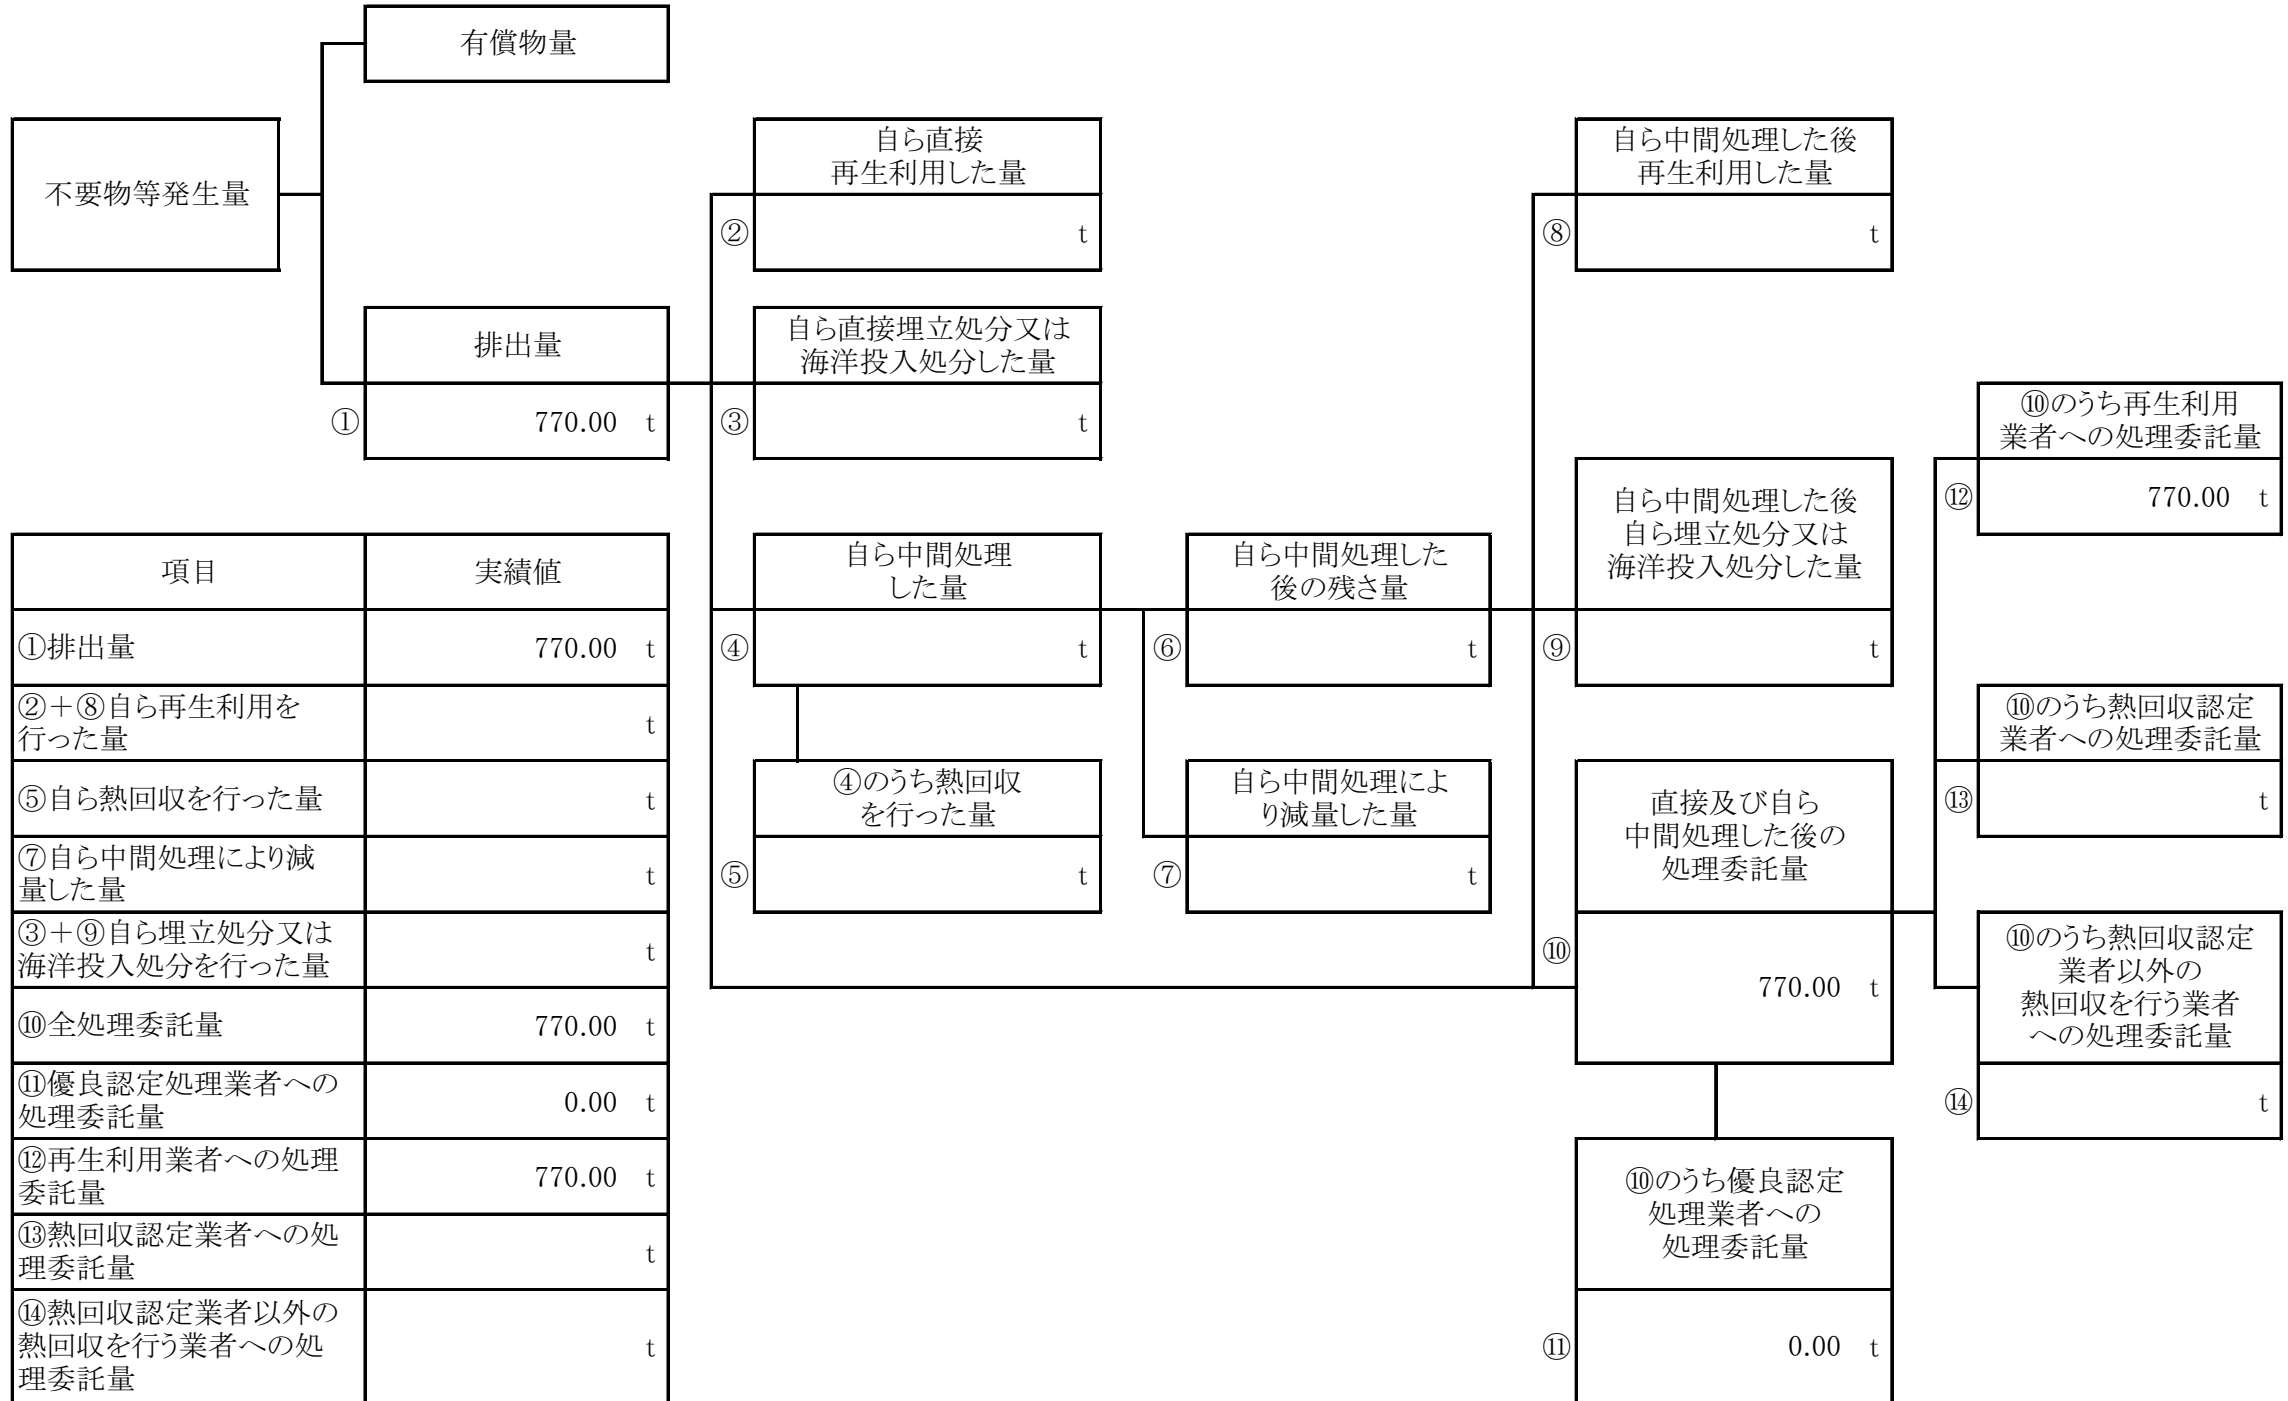 有償物量
不要物等発生量
自ら直接
再生利用した量
②
t
自ら中間処理した後
再生利用した量
⑧
t
排出量
①
770.00 t
自ら直接埋立処分又は
海洋投入処分した量
③
t
⑩のうち再生利用
業者への処理委託量
⑫
770.00 t
自ら中間処理
した量
④
t
自ら中間処理した
後の残さ量
⑥
t
自ら中間処理した後
自ら埋立処分又は
海洋投入処分した量
⑨
t
④のうち熱回収
を行った量
⑤
t
自ら中間処理によ
り減量した量
⑦
t
直接及び自ら
中間処理した後の
処理委託量
⑩
770.00 t
⑩のうち熱回収認定
業者への処理委託量
⑬
t
⑩のうち熱回収認定
業者以外の
熱回収を行う業者
への処理委託量
⑭
t
⑩のうち優良認定
処理業者への
処理委託量
⑪
0.00 t
項目 実績値
①排出量 770.00 t
②＋⑧自ら再生利用を
行った量
t
⑤自ら熱回収を行った量 t
⑦自ら中間処理により減
量した量
t
③＋⑨自ら埋立処分又は
海洋投入処分を行った量
t
⑩全処理委託量 770.00 t
⑪優良認定処理業者への
処理委託量
0.00 t
⑫再生利用業者への処理
委託量
770.00 t
⑬熱回収認定業者への処
理委託量
t
⑭熱回収認定業者以外の
熱回収を行う業者への処
理委託量
t